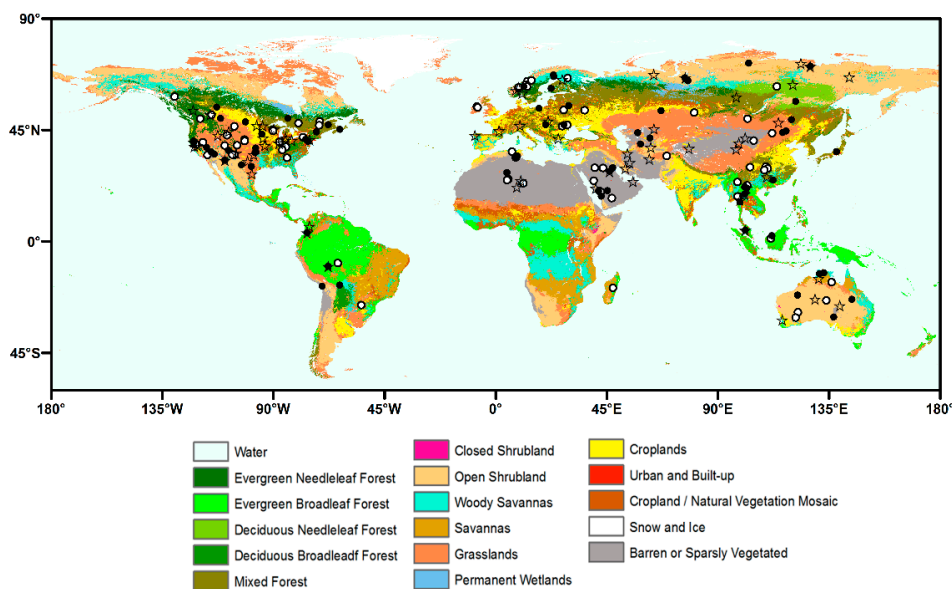 90°
45°N
0°
45°S
180° 135°W 90°W 45°W 0° 45°E 90°E 135°E 180°
Water
Evergreen Needleleaf Forest
Evergreen Broadleaf Forest
Deciduous Needleleaf Forest
Deciduous Broadleadf Forest
Mixed Forest
Closed Shrubland
Open Shrubland
Woody Savannas
Savannas
Grasslands
Permanent Wetlands
Croplands
Urban and Built-up
Cropland / Natural Vegetation Mosaic
Snow and Ice
Barren or Sparsly Vegetated